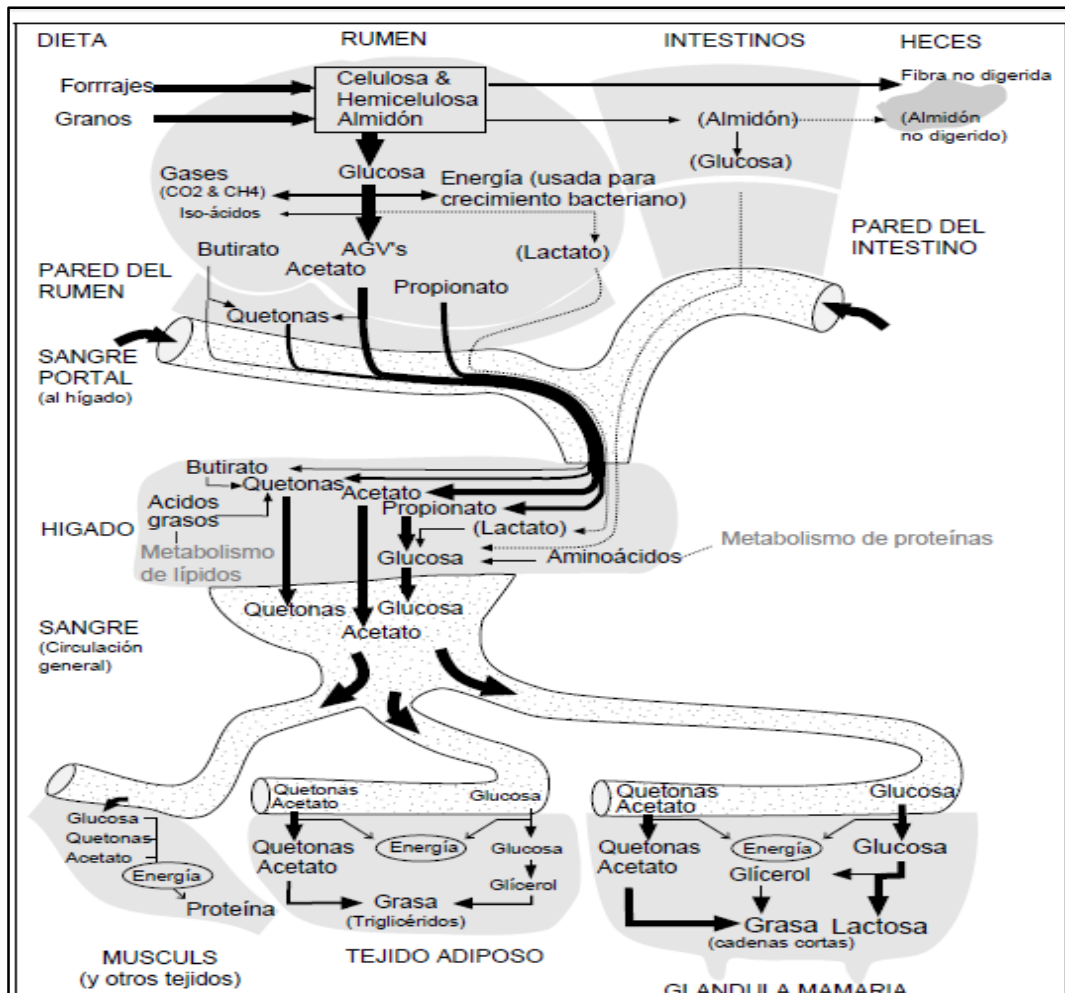 DIETA
RUMEN
INTESTINOS
HECES
Forrrajes
Granos
Celulosa &
Hemicelulosa
Almidón
Fibra no digerida
(Almidón)
(Almidón
no digerido)
(Glucosa)
Glucosa
Gases
(CO2 & CH4)
Iso-ácidos
Energía (usada para
crecimiento bacteriano)
Butirato
AGV's
Acetato
(Lactato)
Propionato
PARED DEL
INTESTINO
PARED DEL
RUMEN
Quetonas
SANGRE
PORTAL
(al hígado)
HIGADO
Butirato
Quetonas
Acetato
Propionato
Acidos
grasos
(Lactato)
Glucosa
Aminoácidos
Metabolismo de proteínas
Metabolismo
de lípidos
SANGRE
(Circulación
general)
Quetonas
Glucosa
Acetato
Glucosa
Quetonas
Acetato
Energía
Proteína
MUSCULS
(y otros tejidos)
Quetonas
Acetato
Glucosa
Quetonas
Acetato
Energía
Glucosa
Glícerol
Grasa
(Triglicéridos)
TEJIDO ADIPOSO
Quetonas
Acetato
Glucosa
Quetonas
Acetato
Energía
Glucosa
Glícerol
Grasa
(cadenas cortas)
Lactosa
GLANDULA MAMARIA